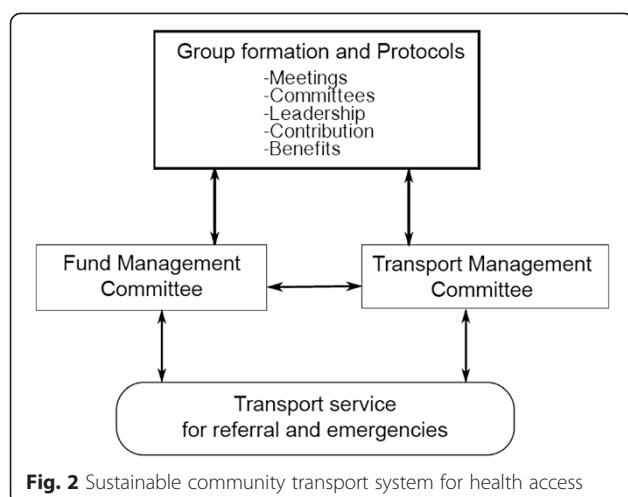 Group formation and Protocols
-Meetings
-Committees
-Leadership
-Contribution
-Benefits
Fund Management
Committee
Transport Management
Committee
Transport service
for referral and emergencies
Fig. 2 Sustainable community transport system for health access